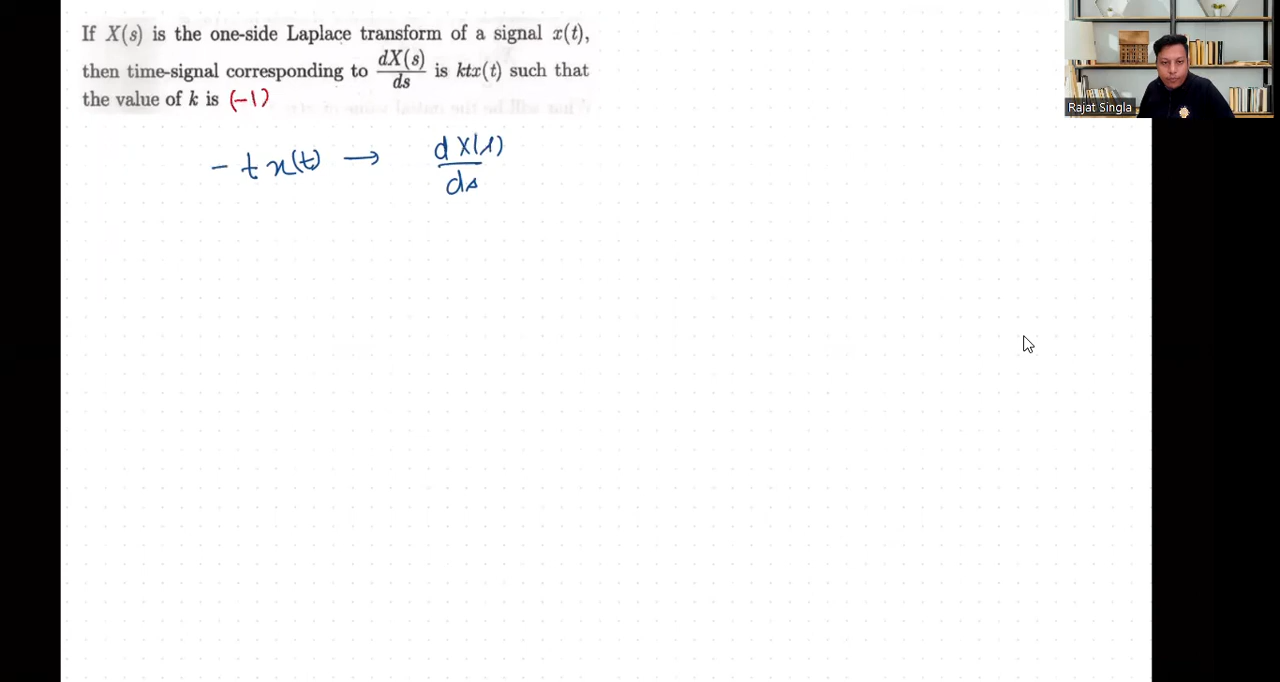 If X(s) is the one-side Laplace transform of a signal x(t),
then time-signal corresponding to dX(s)/ds is ktx(t) such that
the value of k is (-1)
- t x(t) → d X(s)/ds
Rajat Singla